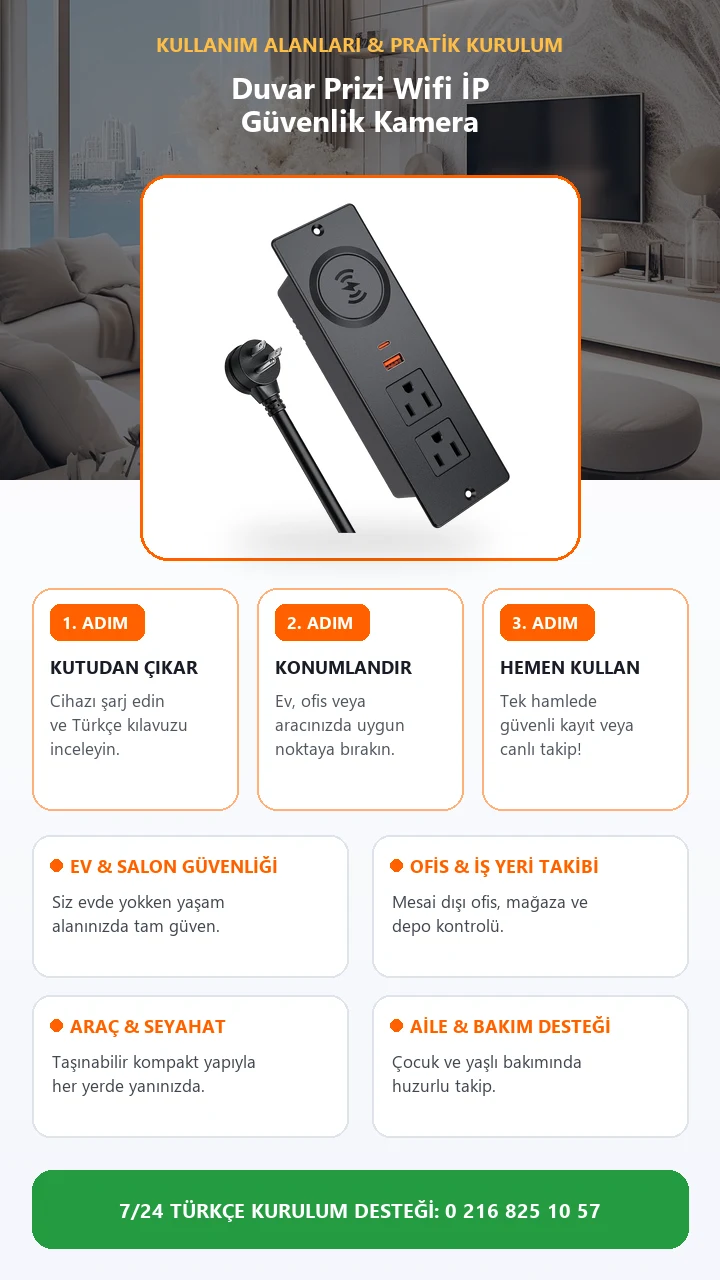 KULLANIM ALANLARI & PRATİK KURULUM
Duvar Prizi Wifi İP
Güvenlik Kamera
1. ADIM
KUTUDAN ÇIKAR
Cihazı şarj edin
ve Türkçe kılavuzu
inceleyin.
2. ADIM
KONUMLANDIR
Ev, ofis veya
aracınızda uygun
noktaya bırakın.
3. ADIM
HEMEN KULLAN
Tek hamlede
güvenli kayıt veya
canlı takip!
EV & SALON GÜVENLİĞİ
Siz evde yokken yaşam
alanınızda tam güven.
OFİS & İŞ YERİ TAKİBİ
Mesai dışı ofis, mağaza ve
depo kontrolü.
ARAÇ & SEYAHAT
Taşınabilir kompakt yapıyla
her yerde yanınızda.
AİLE & BAKIM DESTEĞİ
Çocuk ve yaşlı bakımında
huzurlu takip.
7/24 TÜRKÇE KURULUM DESTEĞİ: 0 216 825 10 57